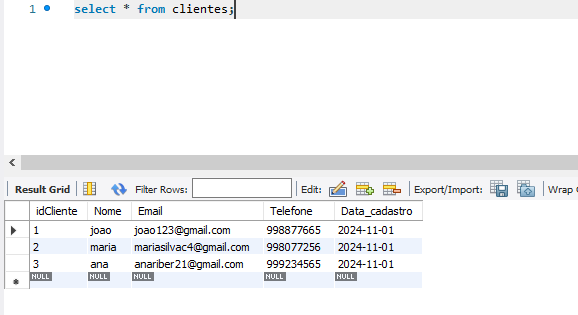 1 select * from clientes;
Result Grid Filter Rows: Edit: Export/Import: Wrap C
idCliente Nome Email Telefone Data_cadastro
1 joao joao123@gmail.com 998877665 2024-11-01
2 maria mariasilvac4@gmail.com 998077256 2024-11-01
3 ana anariber21@gmail.com 999234565 2024-11-01
NULL NULL NULL NULL NULL